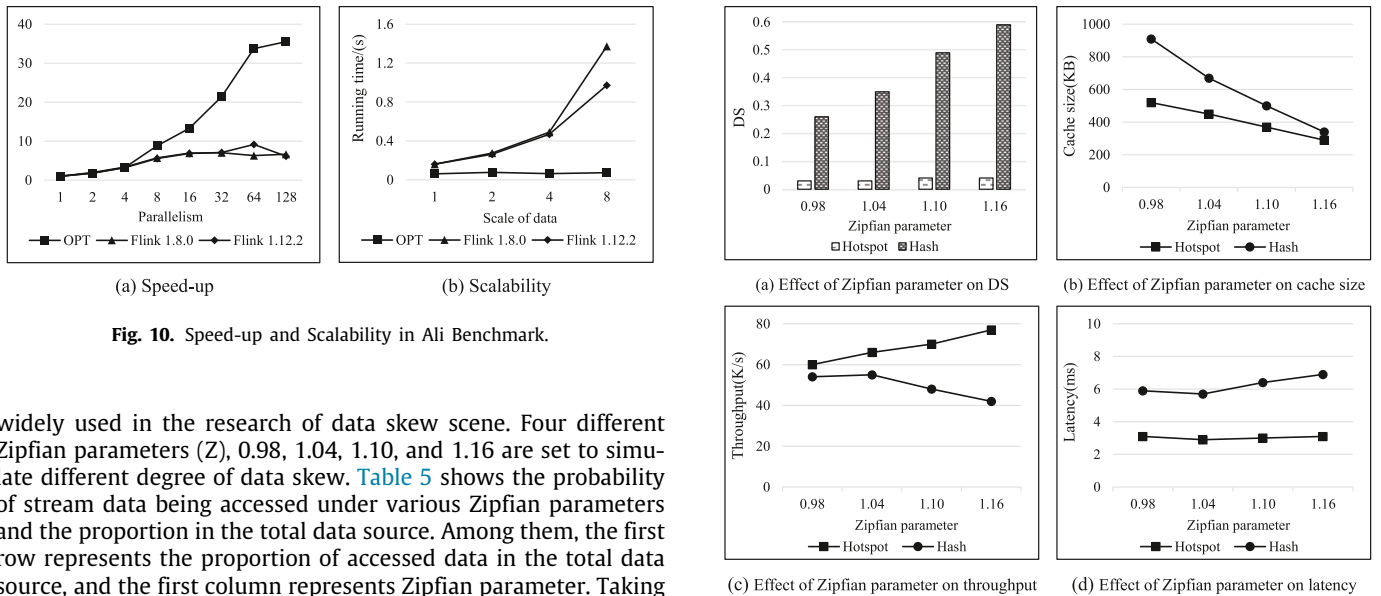 40
30
20
10
0
1 2 4 8 16 32 64 128
Parallelism
OPT Flink 1.8.0 Flink 1.12.2
(a) Speed-up
Running time/(s)
1.6
1.2
0.8
0.4
0
1 2 4 8
Scale of data
OPT Flink 1.8.0 Flink 1.12.2
(b) Scalability
Fig. 10. Speed-up and Scalability in Ali Benchmark.
widely used in the research of data skew scene. Four different
Zipfian parameters (Z), 0.98, 1.04, 1.10, and 1.16 are set to simu-
late different degree of data skew. Table 5 shows the probability
of stream data being accessed under various Zipfian parameters
and the proportion in the total data source. Among them, the first
row represents the proportion of accessed data in the total data
source, and the first column represents Zipfian parameter. Taking
DS
0.6
0.5
0.4
0.3
0.2
0.1
0
0.98 1.04 1.10 1.16
Zipfian parameter
Hotspot Hash
(a) Effect of Zipfian parameter on DS
Cache size(KB)
1000
800
600
400
200
0
0.98 1.04 1.10 1.16
Zipfian parameter
Hotspot Hash
(b) Effect of Zipfian parameter on cache size
Throughput(K/s)
80
60
40
20
0
0.98 1.04 1.10 1.16
Zipfian parameter
Hotspot Hash
(c) Effect of Zipfian parameter on throughput
Latency(ms)
10
8
6
4
2
0
0.98 1.04 1.10 1.16
Zipfian parameter
Hotspot Hash
(d) Effect of Zipfian parameter on latency